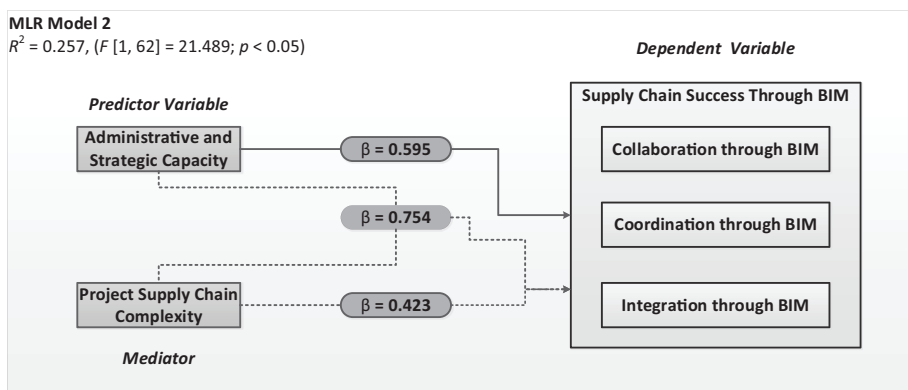 MLR Model 2
R² = 0.257, (F [1, 62] = 21.489; p < 0.05)
Dependent Variable
Predictor Variable
Supply Chain Success Through BIM
Administrative and
Strategic Capacity
β = 0.595
Collaboration through BIM
β = 0.754
Coordination through BIM
Project Supply Chain
Complexity
β = 0.423
Integration through BIM
Mediator